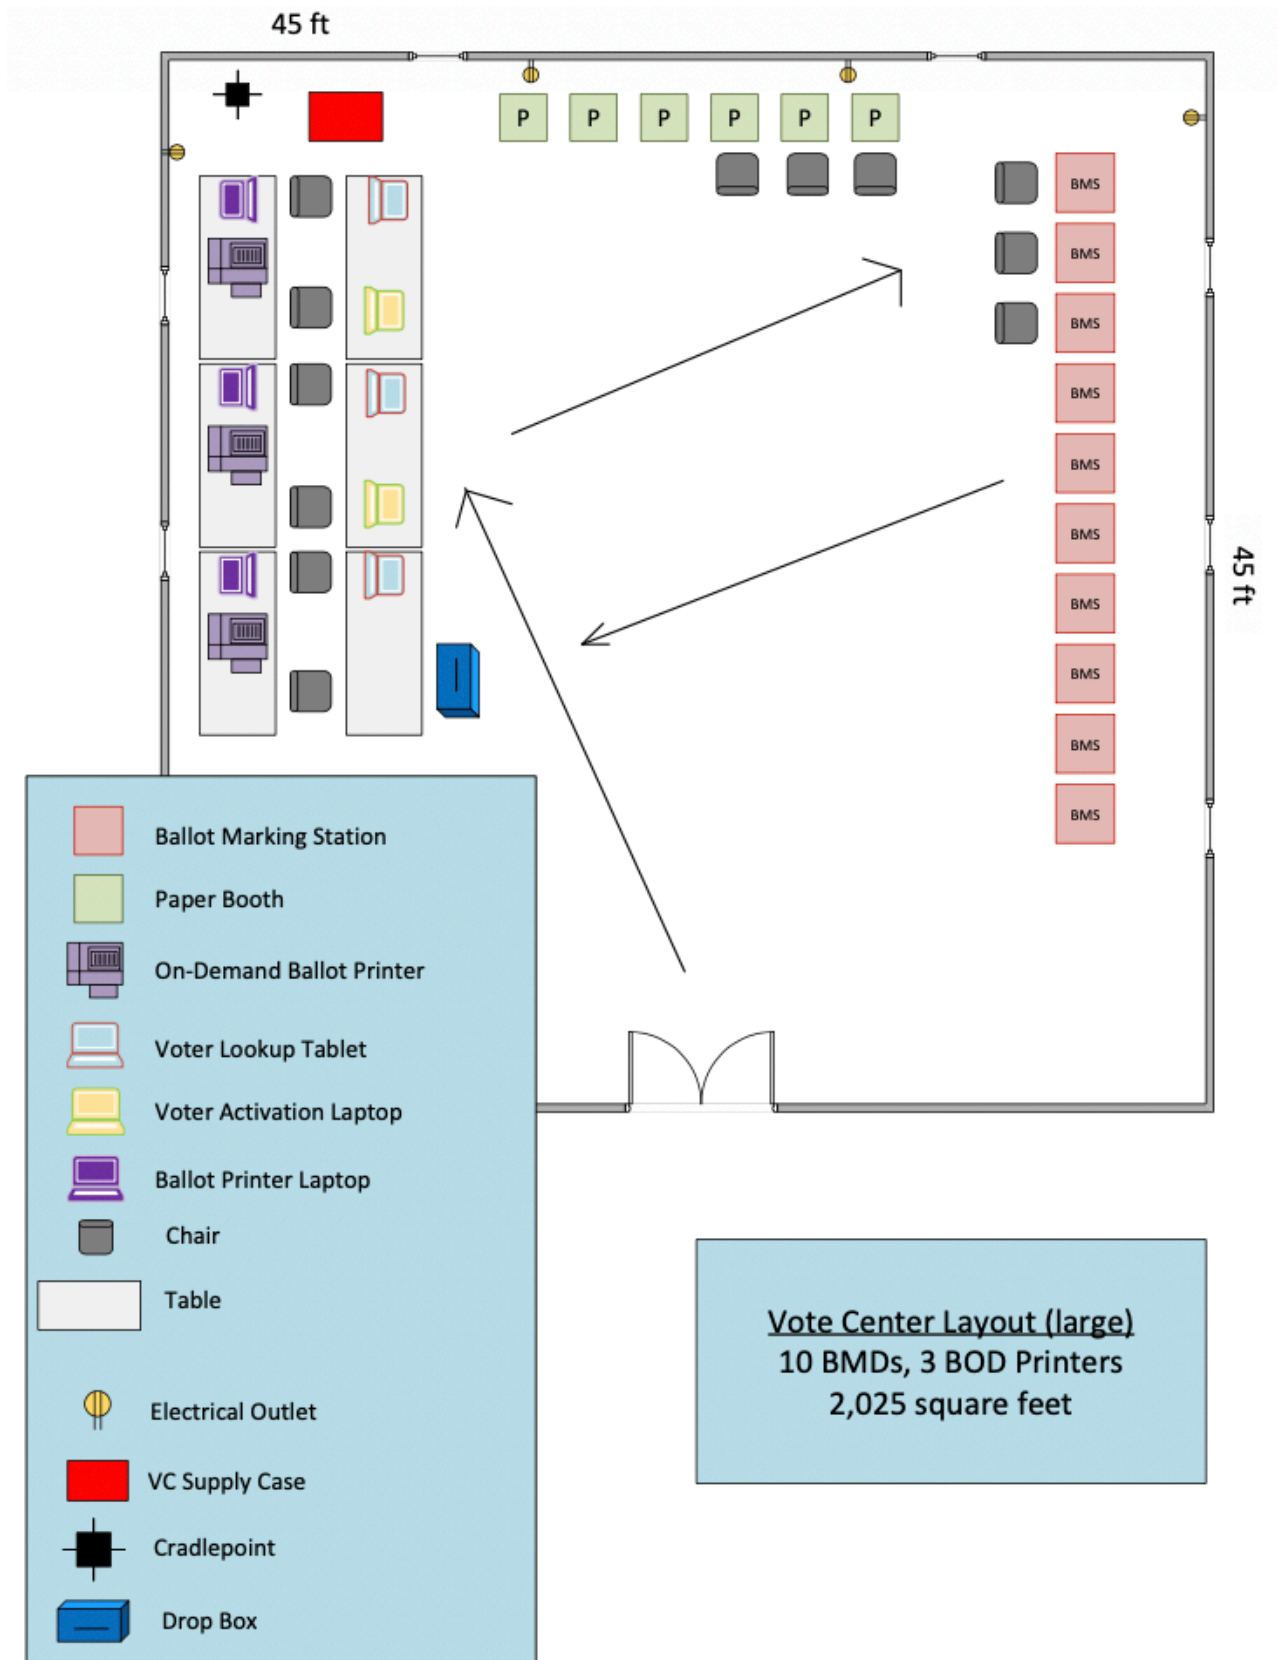 45 ft
P P P P P P
BMS
BMS
BMS
BMS
BMS
BMS
BMS
BMS
BMS
BMS
45 ft
Ballot Marking Station
Paper Booth
On-Demand Ballot Printer
Voter Lookup Tablet
Voter Activation Laptop
Ballot Printer Laptop
Chair
Table
Electrical Outlet
VC Supply Case
Cradlepoint
Drop Box
Vote Center Layout (large)
10 BMDs, 3 BOD Printers
2,025 square feet